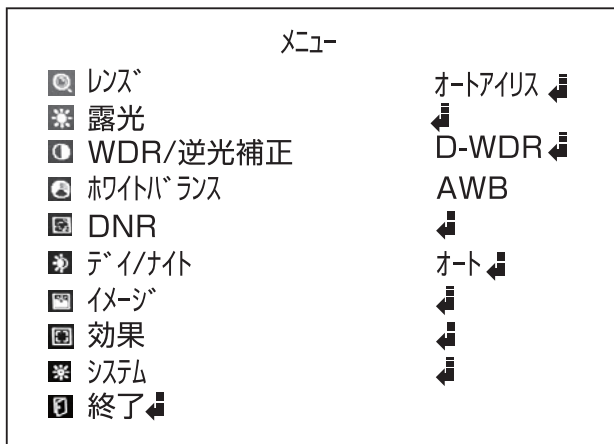 メニュー
レンズ オートアイリス
露光
WDR/逆光補正 D-WDR
ホワイトバランス AWB
DNR
デイ/ナイト オート
イメージ
効果
システム
終了